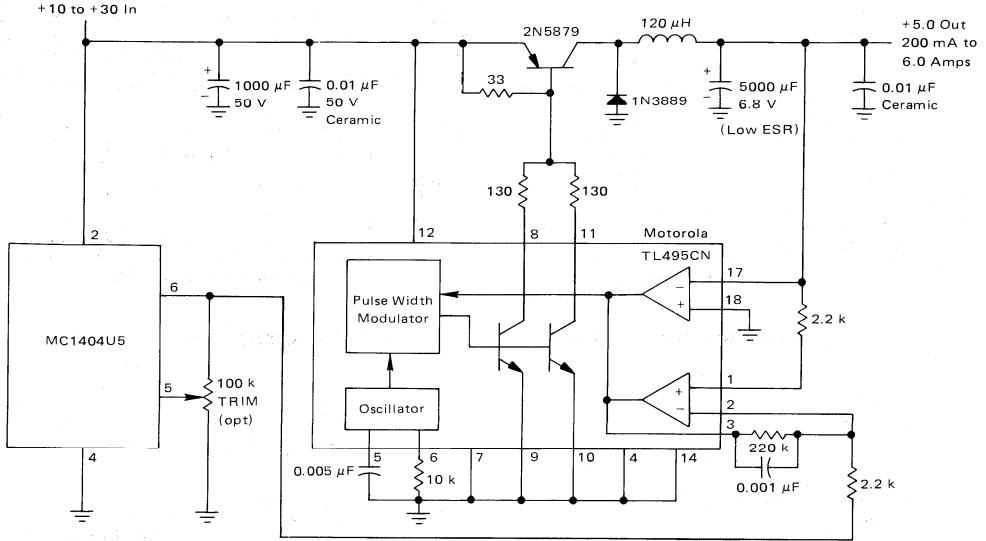 +10 to +30 In
2N5879
120 μH
+5.0 Out
200 mA to
6.0 Amps
+
−
1000 μF
50 V
0.01 μF
50 V
Ceramic
33
1N3889
+
−
5000 μF
6.8 V
(Low ESR)
0.01 μF
Ceramic
130
130
2
12
8
11
Motorola
TL495CN
17
18
−
+
6
Pulse Width
Modulator
2.2 k
MC1404U5
5
100 k
TRIM
(opt)
Oscillator
+
−
1
2
3
220 k
0.001 μF
2.2 k
4
0.005 μF
5
6
10 k
7
9
10
4
14